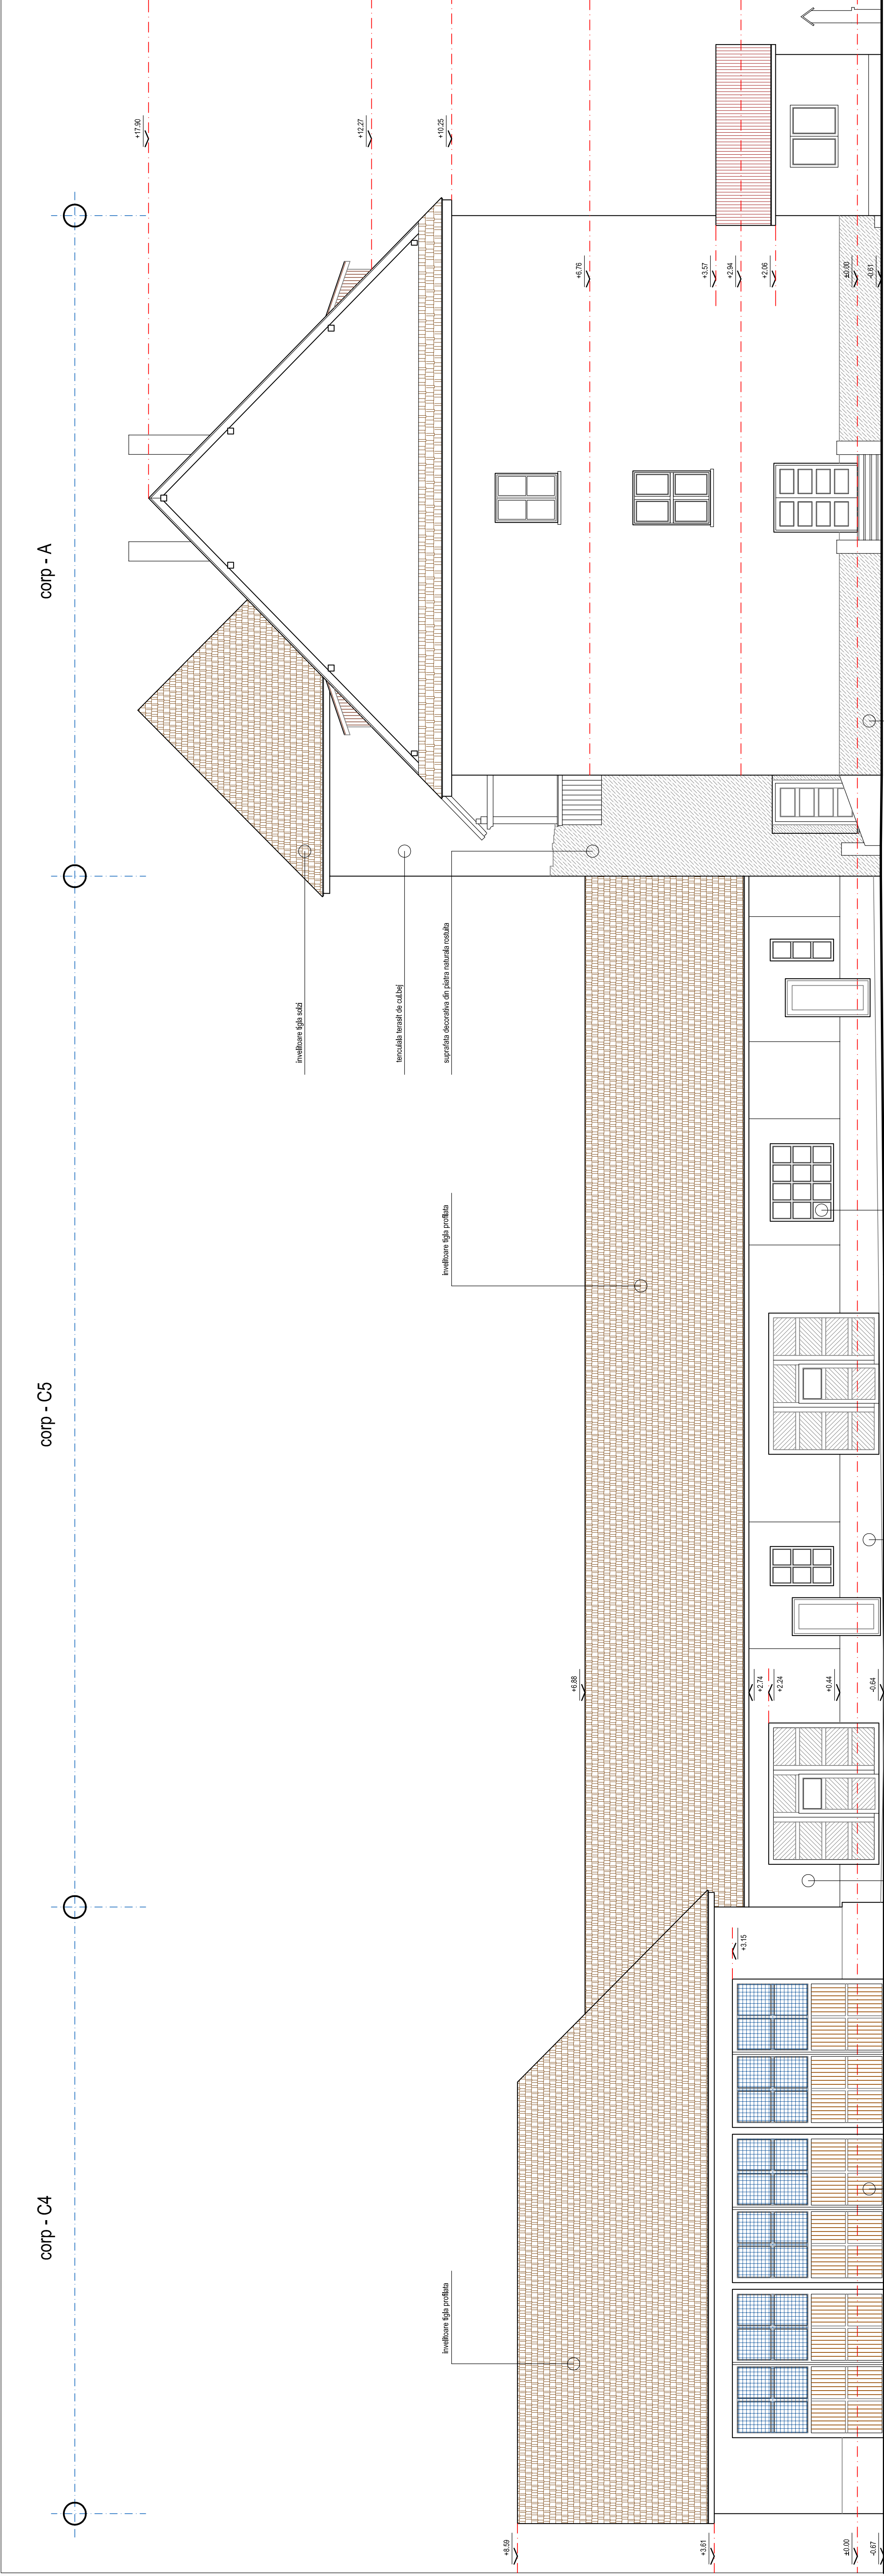 corp - C4
corp - C5
corp - A
+17.90
+12.27
+10.25
invelitoare tigla solzi
tencuiala terasit de culbej
suprafata decorativa din piatra naturala rostuita
invelitoare tigla profilata
invelitoare tigla profilata
+8.59
+3.61
±0.00
-0.67
+3.15
+6.88
+2.74
+2.24
+0.44
-0.64
+6.76
+3.57
+2.94
+2.06
±0.00
-0.61